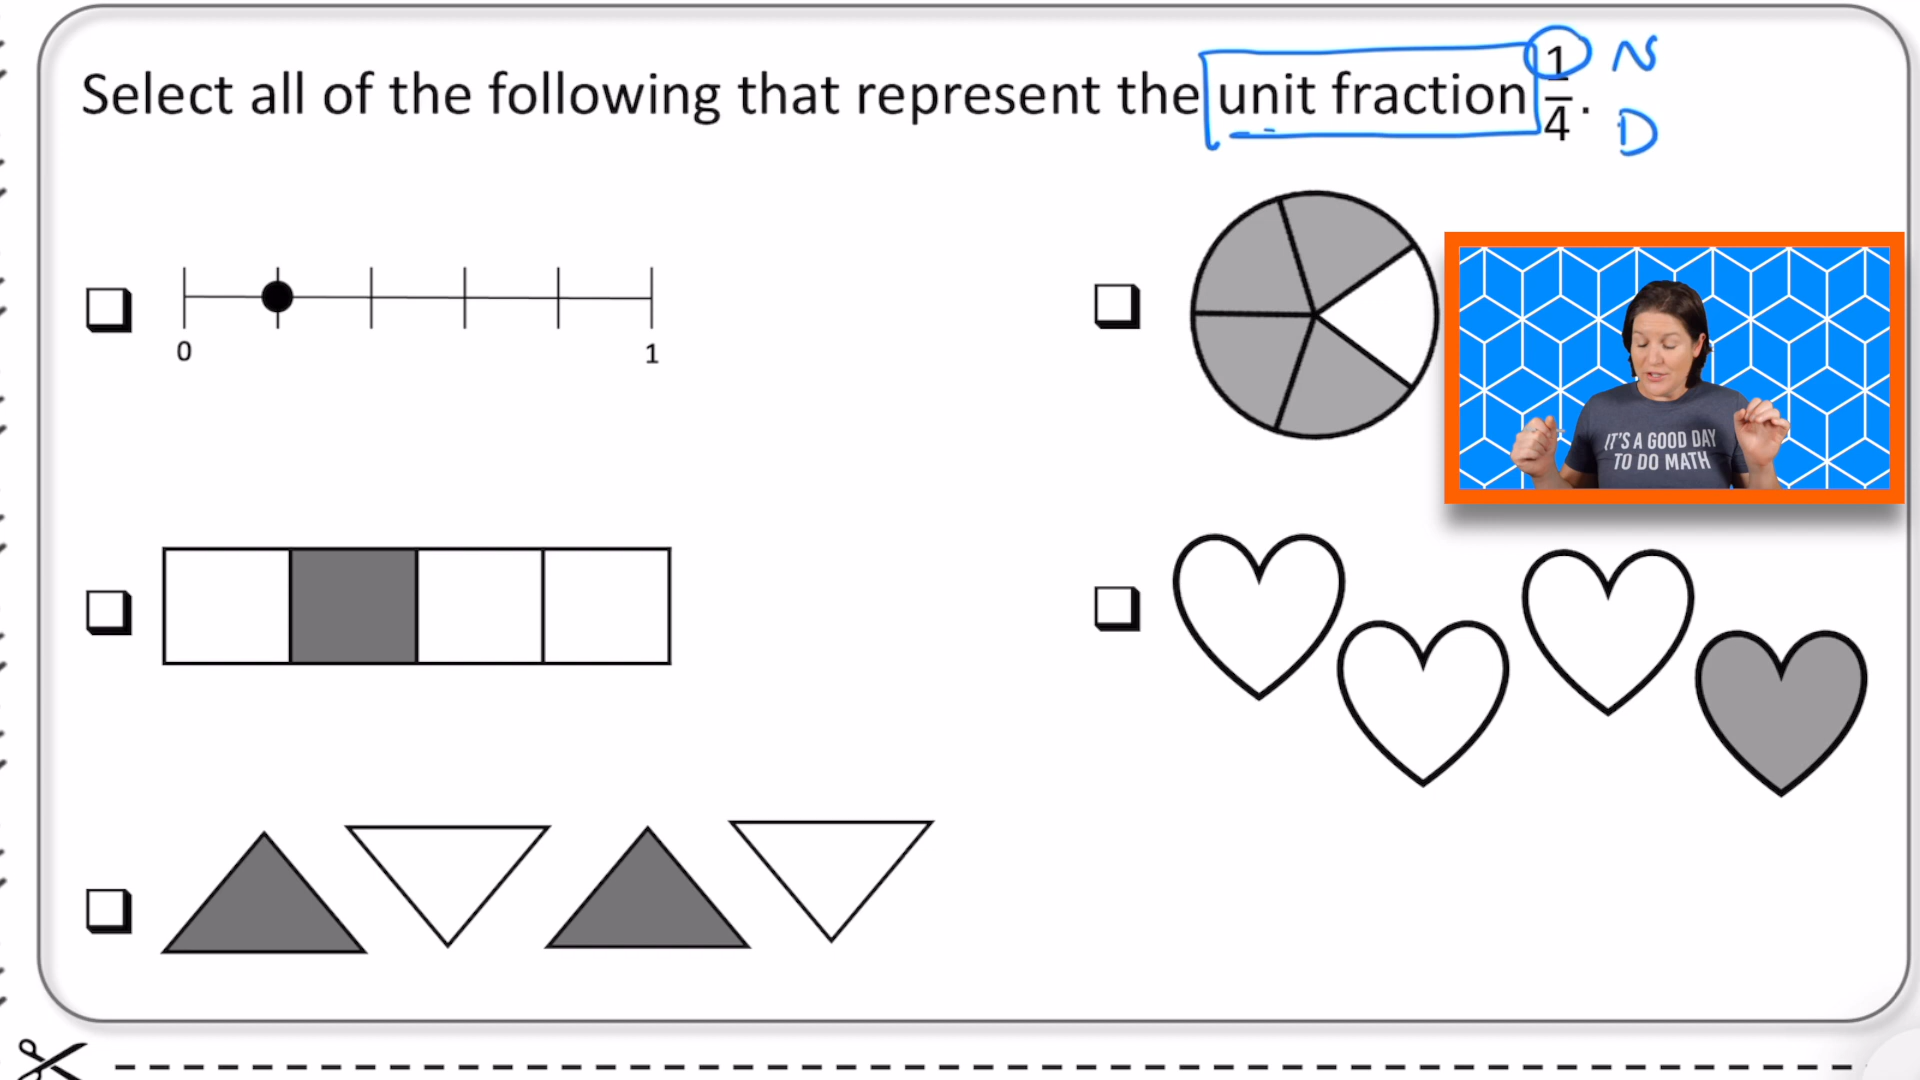 Select all of the following that represent the unit fraction 1/4.
N
D
0 1
IT'S A GOOD DAY
TO DO MATH